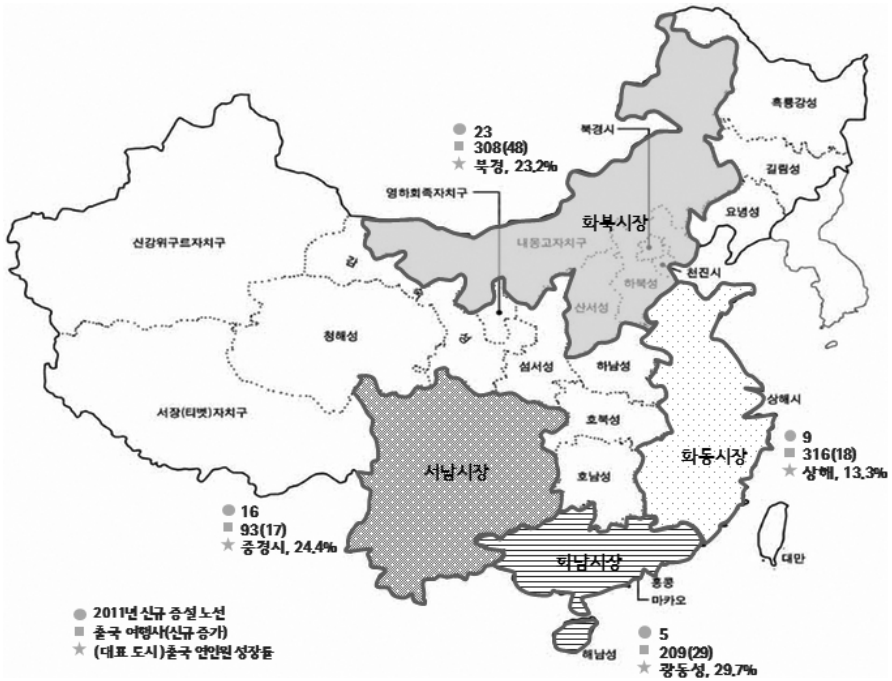 흑룡강성
● 23
■ 308(48)
★ 북경, 23.2%
북경시
길림성
영하회족자치구
요녕성
화북시장
신강위구르자치구
내몽고자치구
감
숙
성
천진시
하북성
산서성
청해성
섬서성
하남성
서장(티벳)자치구
상해시
호북성
● 9
■ 316(18)
★ 상해, 13.3%
화동시장
서남시장
호남성
● 16
■ 93(17)
★ 중경시, 24.4%
화남시장
대만
홍콩
마카오
● 2011년 신규 증설 노선
■ 출국 여행사(신규 증가)
★ (대표 도시)출국 연인원 성장률
● 5
■ 209(29)
★ 광동성, 29.7%
해남성